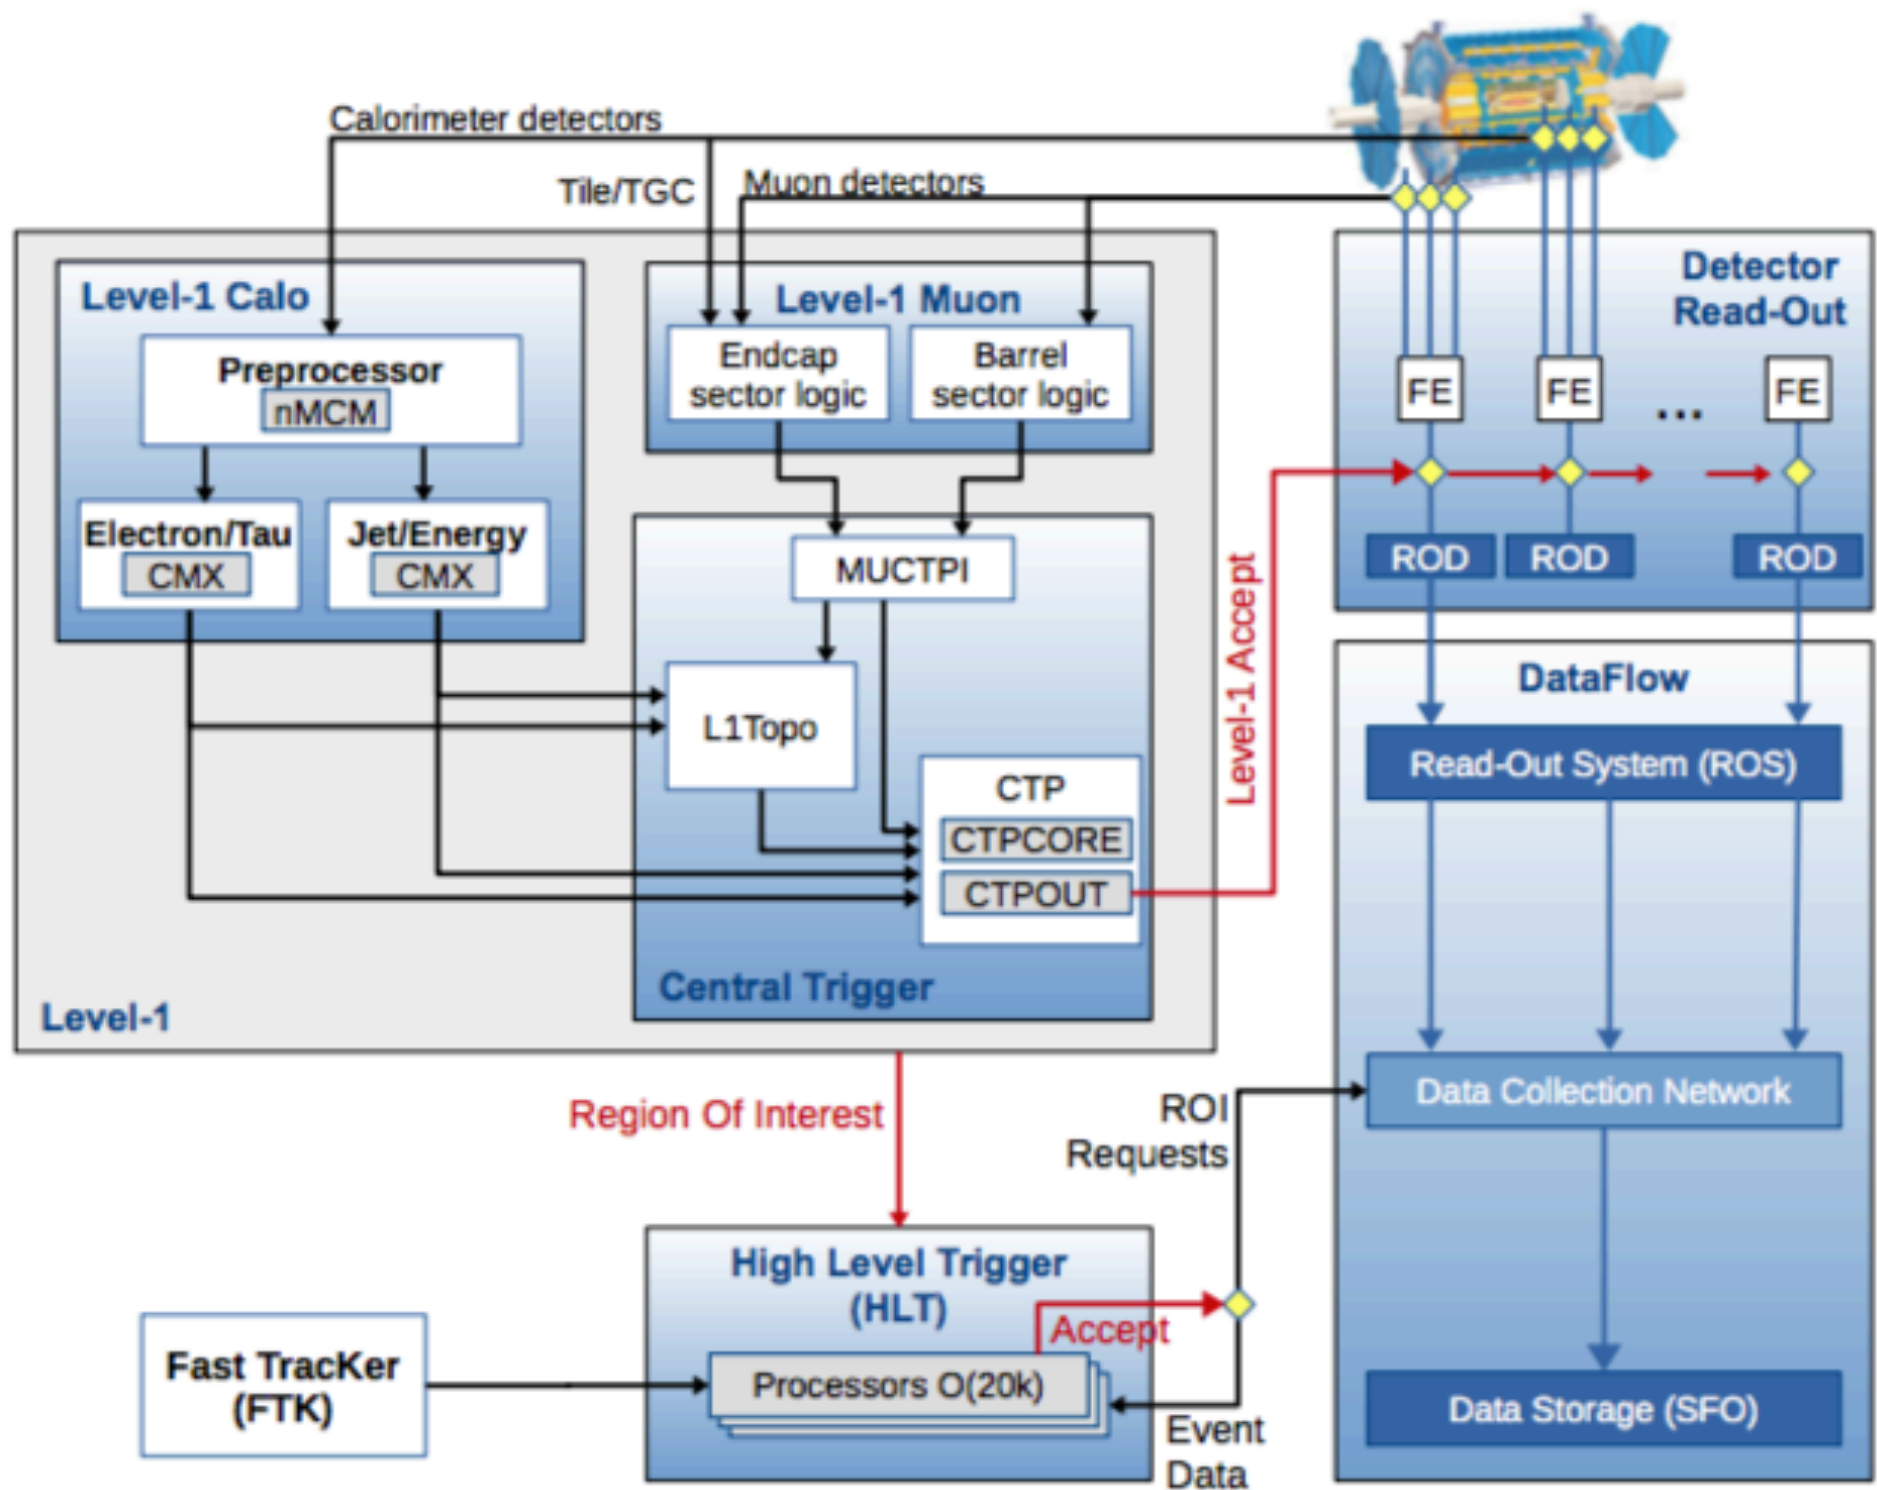 Calorimeter detectors
Tile/TGC
Muon detectors
Level-1 Calo
Preprocessor
nMCM
Electron/Tau
CMX
Jet/Energy
CMX
Level-1 Muon
Endcap
sector logic
Barrel
sector logic
MUCTPI
L1Topo
CTP
CTPCORE
CTPOUT
Central Trigger
Level-1
Level-1 Accept
Detector
Read-Out
FE
FE
...
FE
ROD
ROD
ROD
DataFlow
Read-Out System (ROS)
Data Collection Network
Data Storage (SFO)
Region Of Interest
ROI
Requests
High Level Trigger
(HLT)
Accept
Processors O(20k)
Event
Data
Fast TracKer
(FTK)